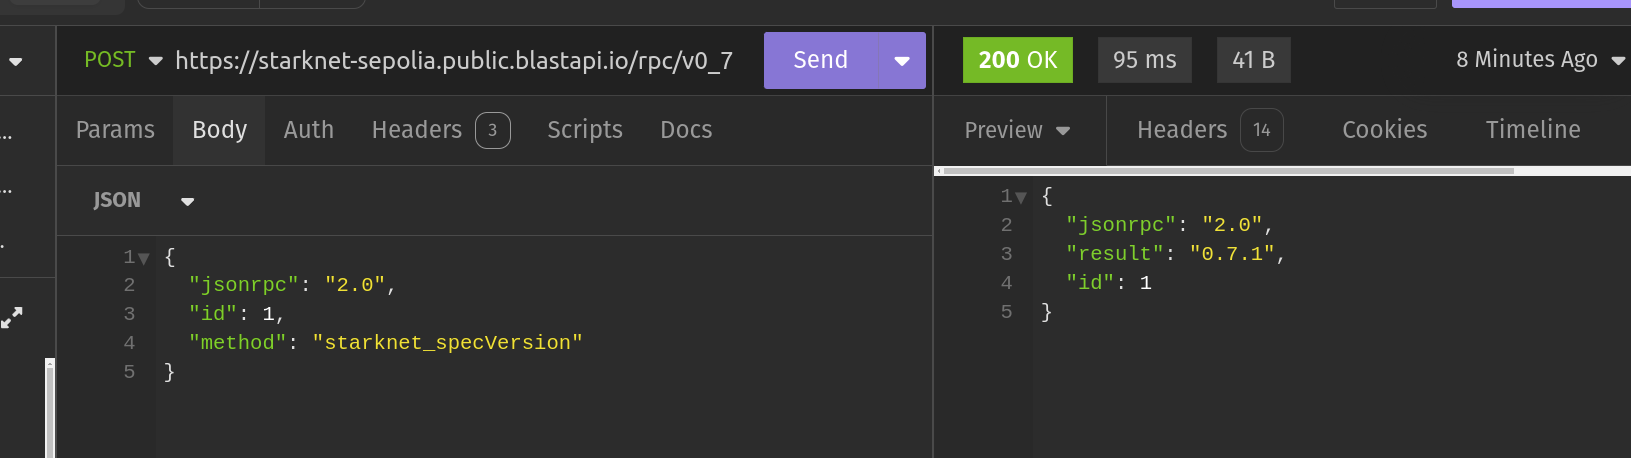 POST https://starknet-sepolia.public.blastapi.io/rpc/v0_7 Send 200 OK 95 ms 41 B 8 Minutes Ago
Params Body Auth Headers 3 Scripts Docs Preview Headers 14 Cookies Timeline
JSON
1 {
2 "jsonrpc": "2.0",
3 "id": 1,
4 "method": "starknet_specVersion"
5 }
1 {
2 "jsonrpc": "2.0",
3 "result": "0.7.1",
4 "id": 1
5 }